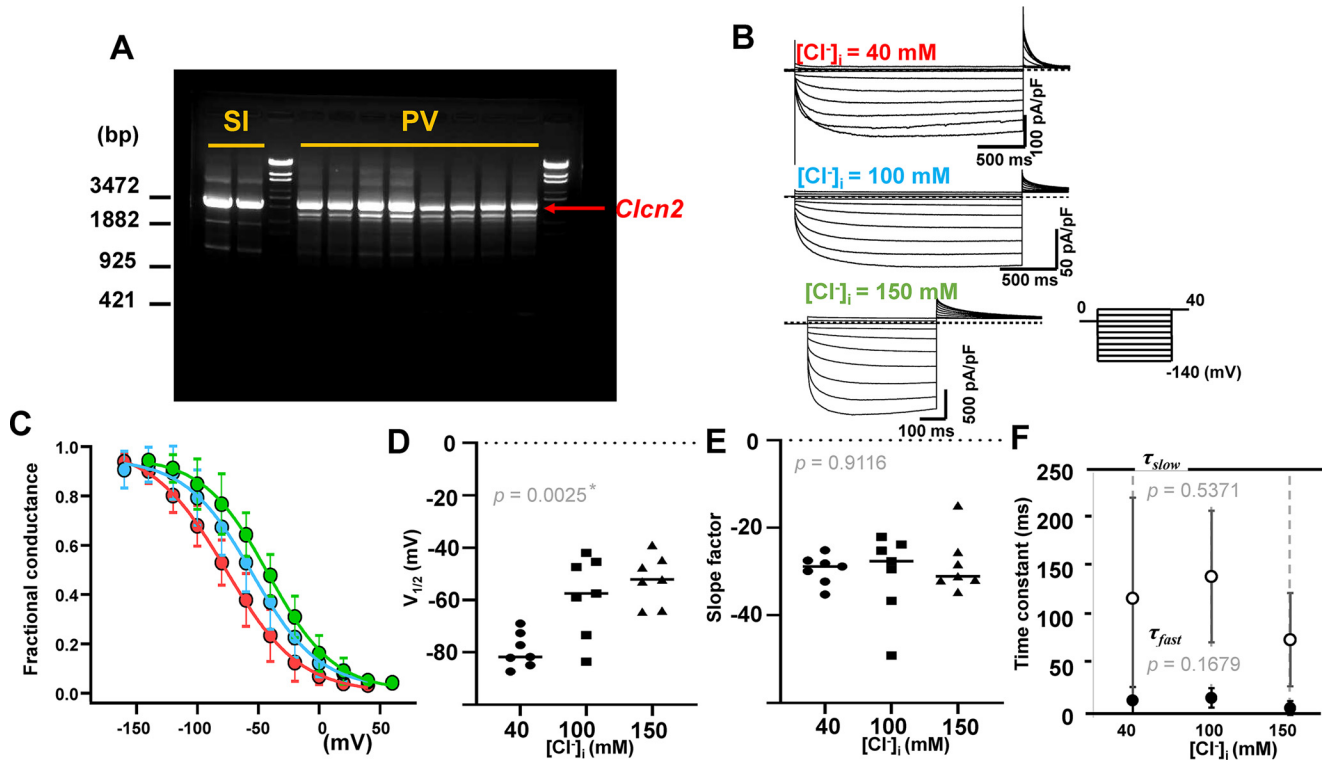 A
SI
PV
(bp)
3472
1882
925
421
Clcn2
B
[Cl-]i = 40 mM
100 pA/pF
500 ms
[Cl-]i = 100 mM
50 pA/pF
500 ms
[Cl-]i = 150 mM
500 pA/pF
100 ms
0
40
-140 (mV)
C
Fractional conductance
1.0
0.8
0.6
0.4
0.2
0.0
-150
-100
-50
0
50
(mV)
D
V1/2 (mV)
0
-20
-40
-60
-80
p = 0.0025*
40
100
150
[Cl-]i (mM)
E
Slope factor
0
-20
-40
p = 0.9116
40
100
150
[Cl-]i (mM)
F
Time constant (ms)
250
200
150
100
50
0
τslow
p = 0.5371
τfast
p = 0.1679
40
100
150
[Cl-]i (mM)